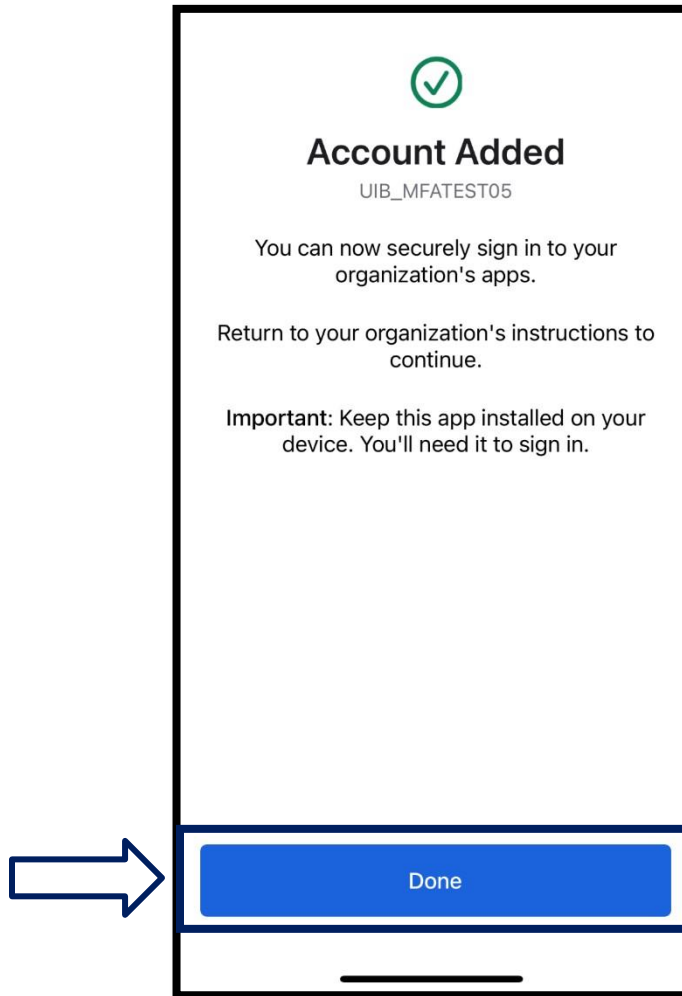 Account Added
UIB_MFATEST05
You can now securely sign in to your
organization's apps.
Return to your organization's instructions to
continue.
Important: Keep this app installed on your
device. You'll need it to sign in.
Done